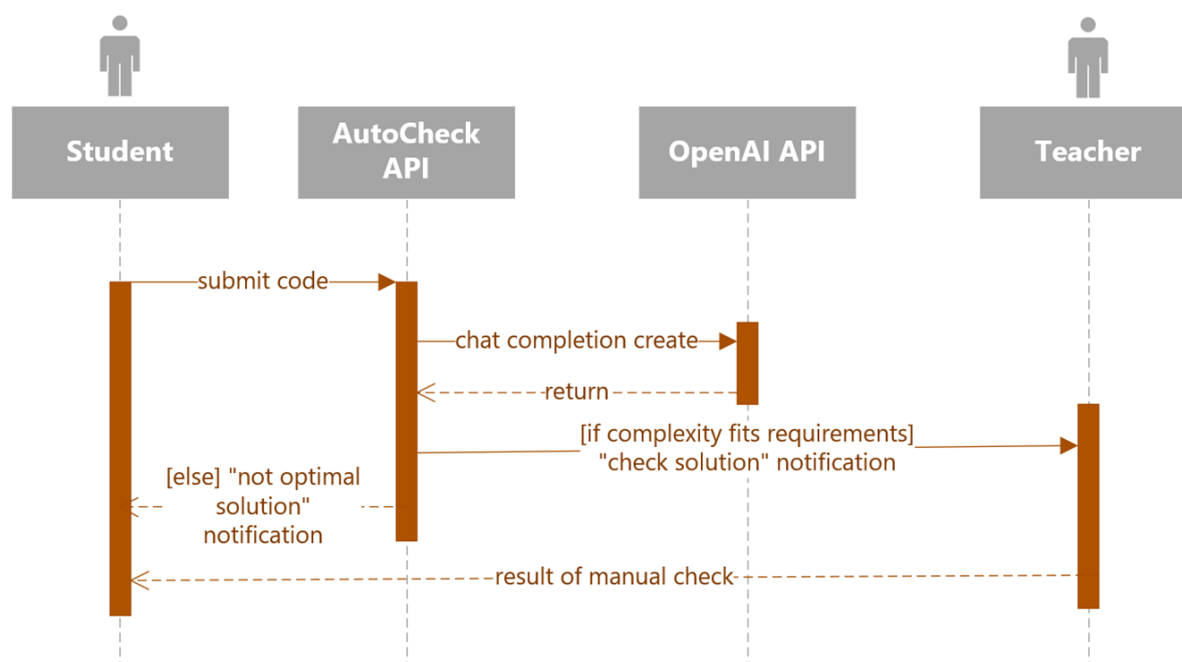 Student
AutoCheck
API
OpenAI API
Teacher
submit code
chat completion create
return
[if complexity fits requirements]
"check solution" notification
[else] "not optimal
solution"
notification
result of manual check